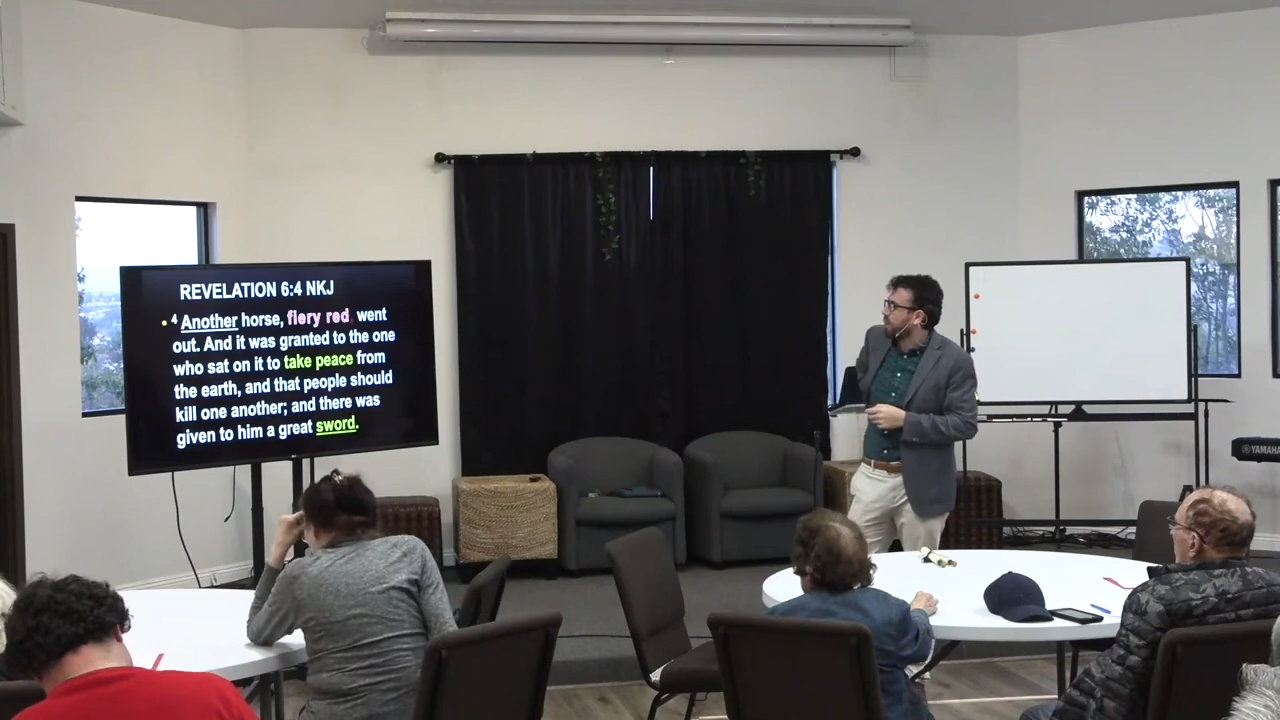 REVELATION 6:4 NKJ
• 4 Another horse, fiery red, went
out. And it was granted to the one
who sat on it to take peace from
the earth, and that people should
kill one another; and there was
given to him a great sword.
YAMAHA